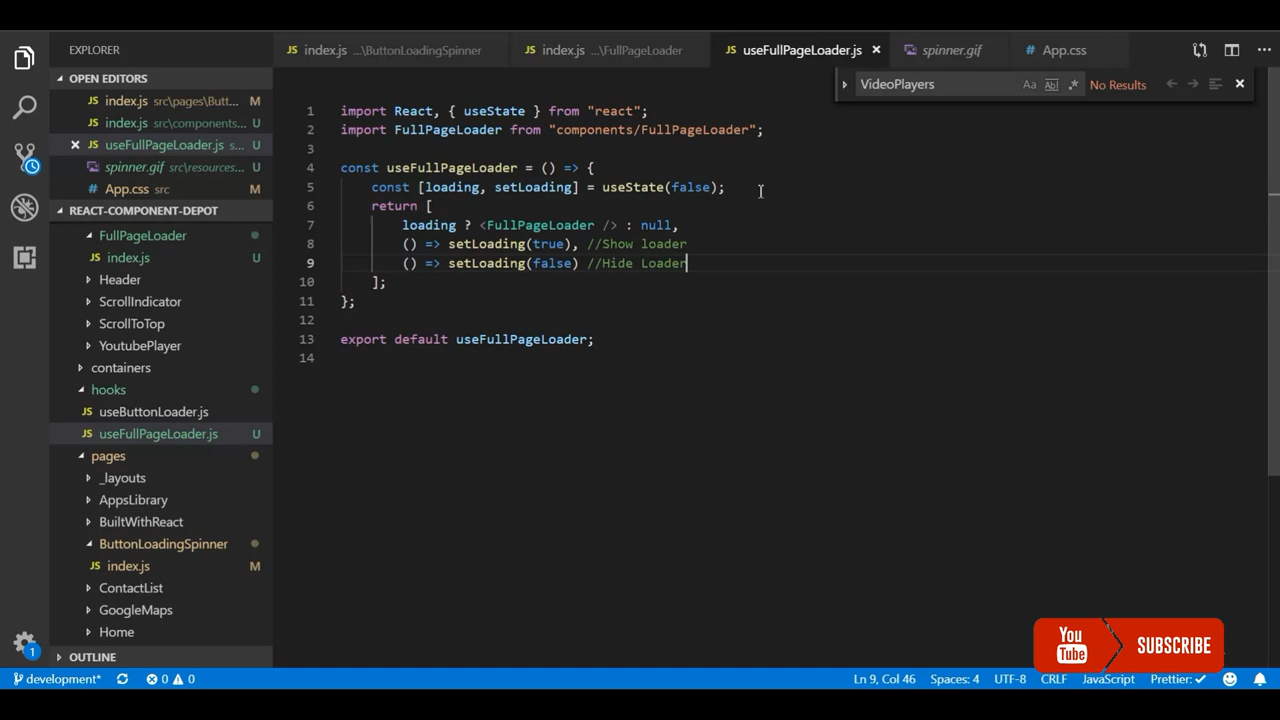 EXPLORER
OPEN EDITORS
JS index.js src\pages\Butt... M
JS index.js src\components... U
JS useFullPageLoader.js s... U
spinner.gif src\resources... U
# App.css src M
REACT-COMPONENT-DEPOT
FullPageLoader
JS index.js U
Header
ScrollIndicator
ScrollToTop
YoutubePlayer
containers
hooks
JS useButtonLoader.js
JS useFullPageLoader.js U
pages
_layouts
AppsLibrary
BuiltWithReact
ButtonLoadingSpinner
JS index.js M
ContactList
GoogleMaps
Home
OUTLINE
JS index.js ...\ButtonLoadingSpinner JS index.js ...\FullPageLoader JS useFullPageLoader.js spinner.gif # App.css
VideoPlayers Aa Abl .* No Results
1 import React, { useState } from "react";
2 import FullPageLoader from "components/FullPageLoader";
3
4 const useFullPageLoader = () => {
5 const [loading, setLoading] = useState(false);
6 return [
7 loading ? <FullPageLoader /> : null,
8 () => setLoading(true), //Show loader
9 () => setLoading(false) //Hide Loader
10 ];
11 };
12
13 export default useFullPageLoader;
14
You Tube SUBSCRIBE
1
development* 0 0 Ln 9, Col 46 Spaces: 4 UTF-8 CRLF JavaScript Prettier: ✓